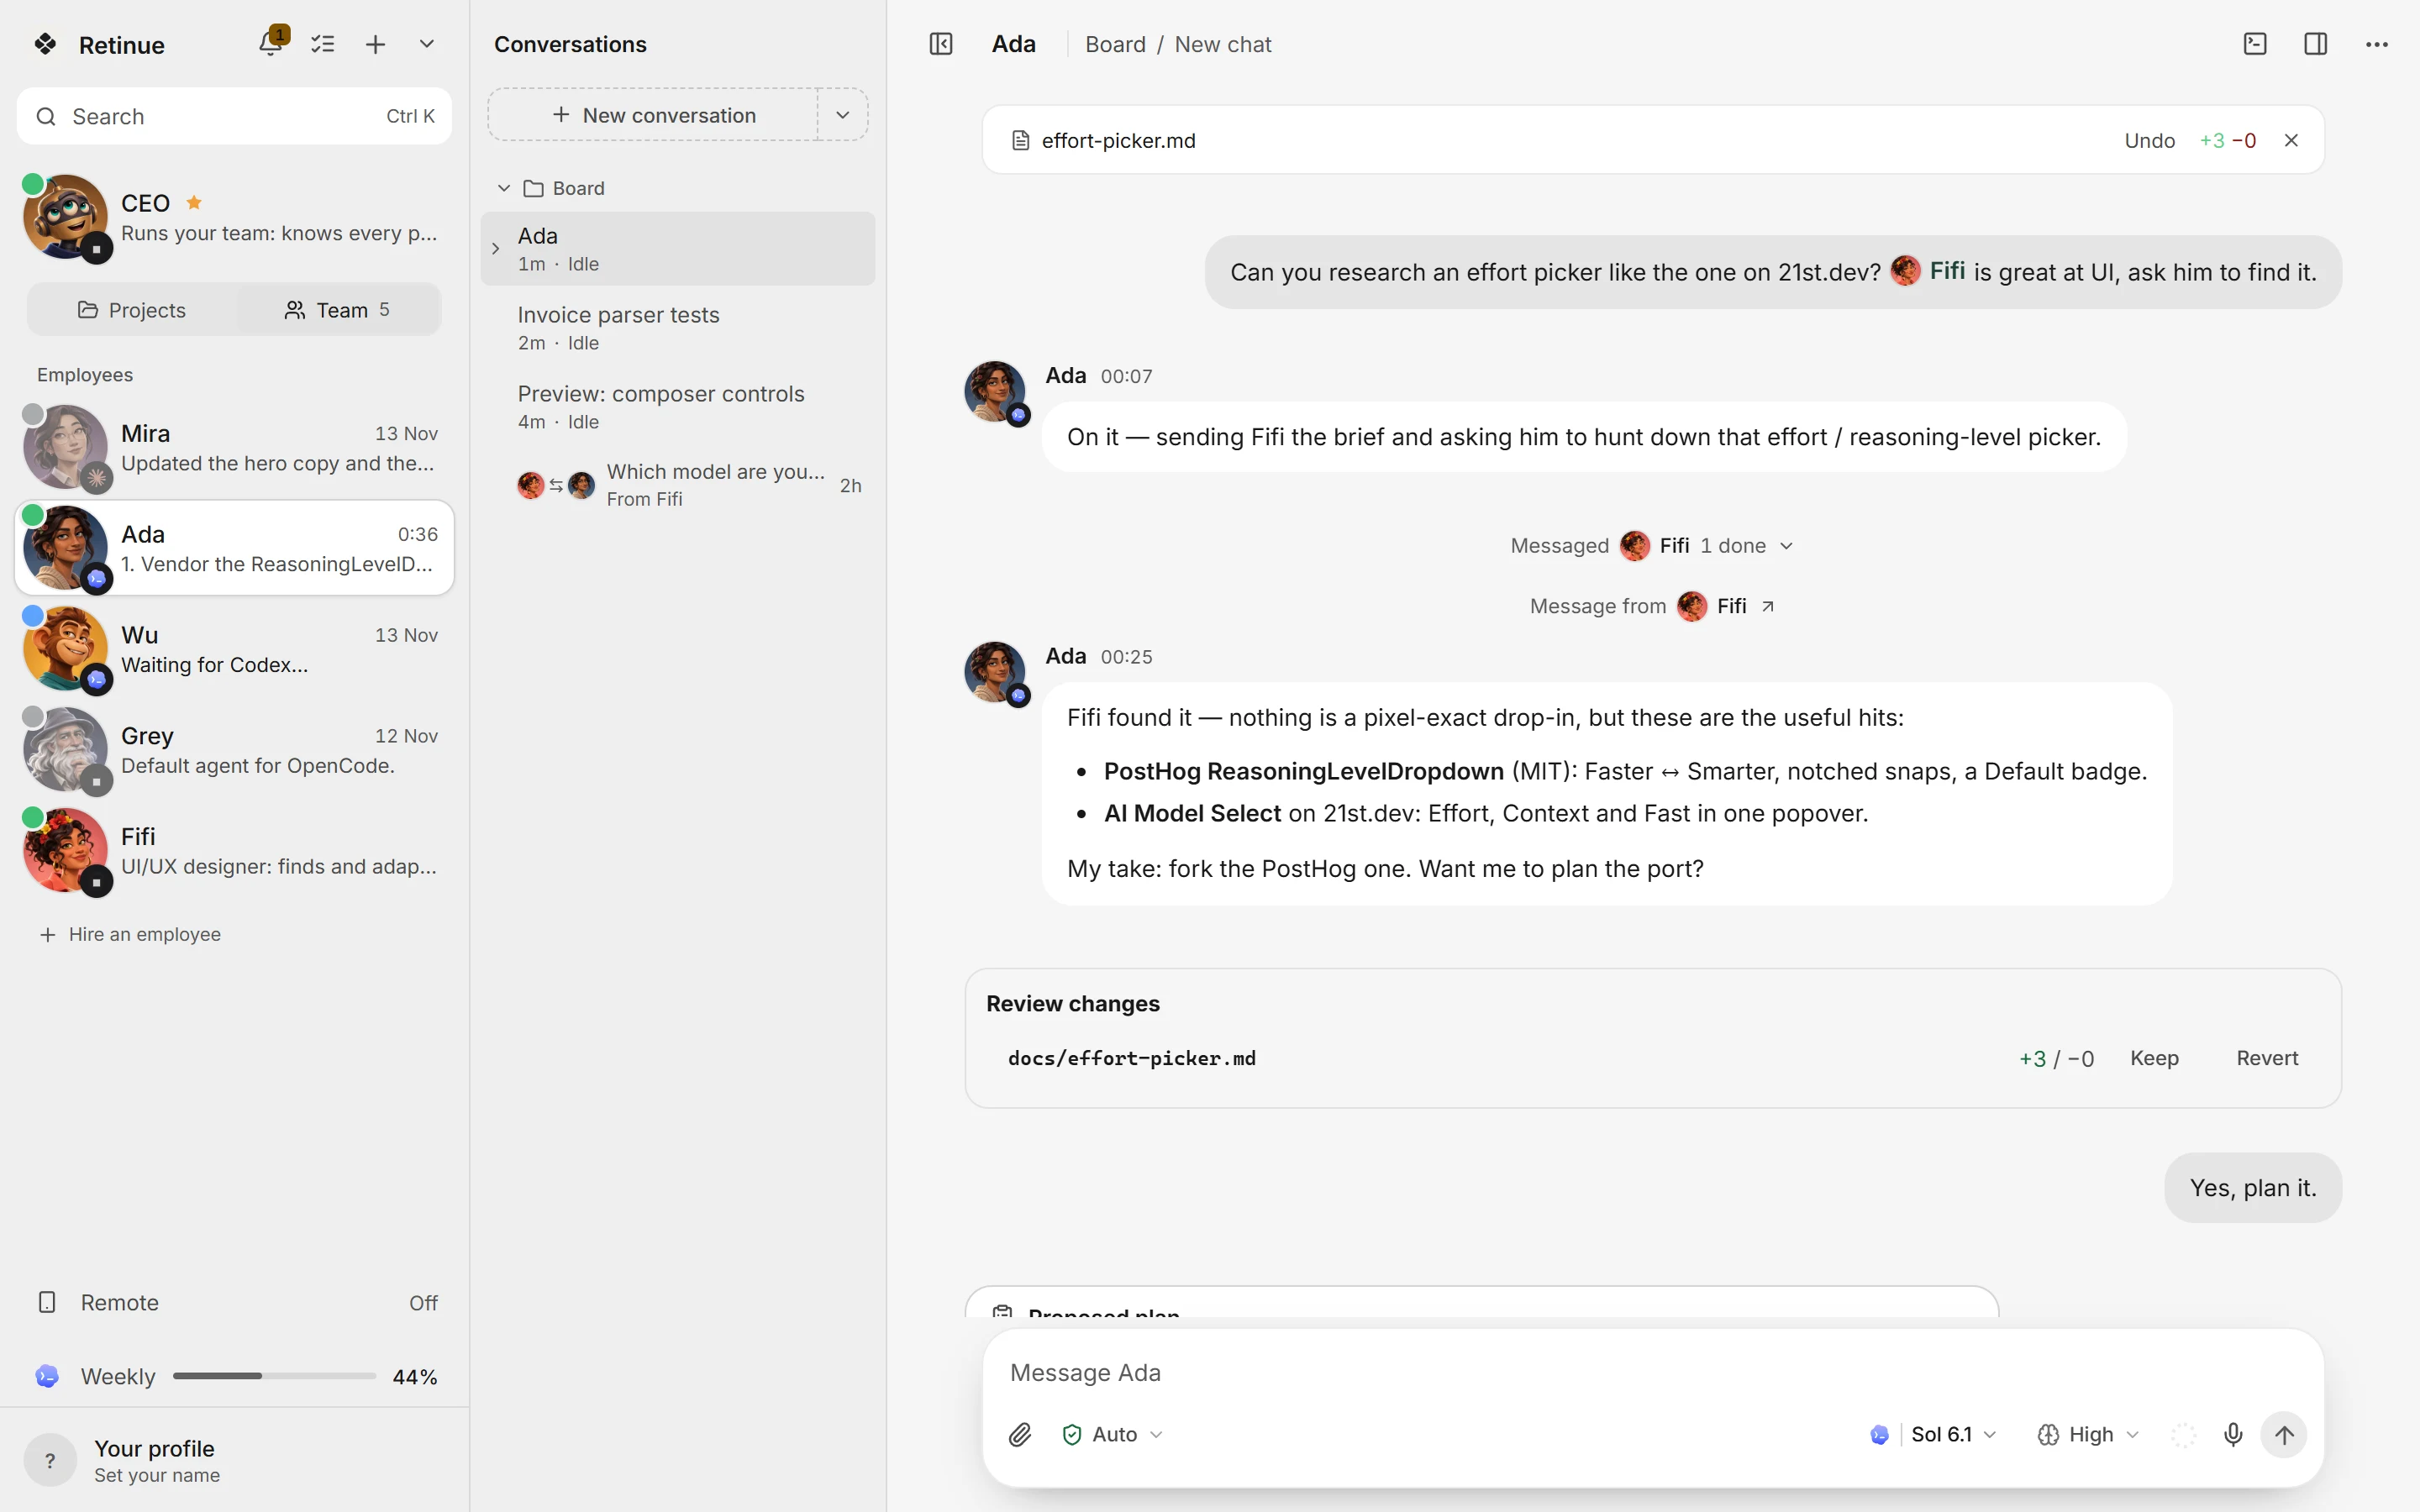 Retinue
1
Search
Ctrl K
CEO
Runs your team: knows every p...
Projects
Team 5
Employees
Mira
13 Nov
Updated the hero copy and the...
Ada
0:36
1. Vendor the ReasoningLevelD...
Wu
13 Nov
Waiting for Codex...
Grey
12 Nov
Default agent for OpenCode.
Fifi
UI/UX designer: finds and adap...
Hire an employee
Remote
Off
Weekly
44%
?
Your profile
Set your name
Conversations
New conversation
Board
Ada
1m · Idle
Invoice parser tests
2m · Idle
Preview: composer controls
4m · Idle
Which model are you...
From Fifi
2h
Ada
Board / New chat
effort-picker.md
Undo +3 −0
Can you research an effort picker like the one on 21st.dev? Fifi is great at UI, ask him to find it.
Ada 00:07
On it — sending Fifi the brief and asking him to hunt down that effort / reasoning-level picker.
Messaged Fifi 1 done
Message from Fifi
Ada 00:25
Fifi found it — nothing is a pixel-exact drop-in, but these are the useful hits:
• PostHog ReasoningLevelDropdown (MIT): Faster ↔ Smarter, notched snaps, a Default badge.
• AI Model Select on 21st.dev: Effort, Context and Fast in one popover.
My take: fork the PostHog one. Want me to plan the port?
Review changes
docs/effort-picker.md
+3 / −0
Keep
Revert
Yes, plan it.
Proposed plan
Message Ada
Auto
Sol 6.1
High